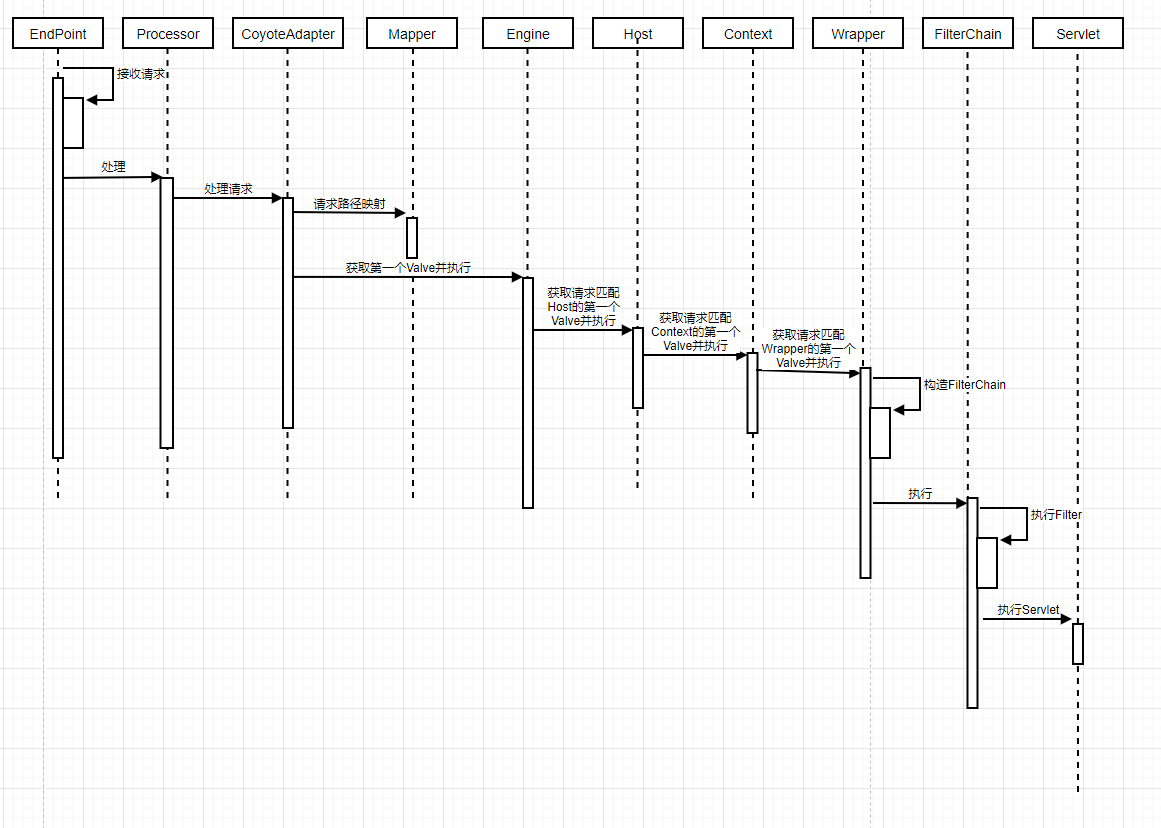 EndPoint
Processor
CoyoteAdapter
Mapper
Engine
Host
Context
Wrapper
FilterChain
Servlet
接收请求
处理
处理请求
请求路径映射
获取第一个Valve并执行
获取请求匹配
Host的第一个
Valve并执行
获取请求匹配
Context的第一个
Valve并执行
获取请求匹配
Wrapper的第一个
Valve并执行
构造FilterChain
执行
执行Filter
执行Servlet